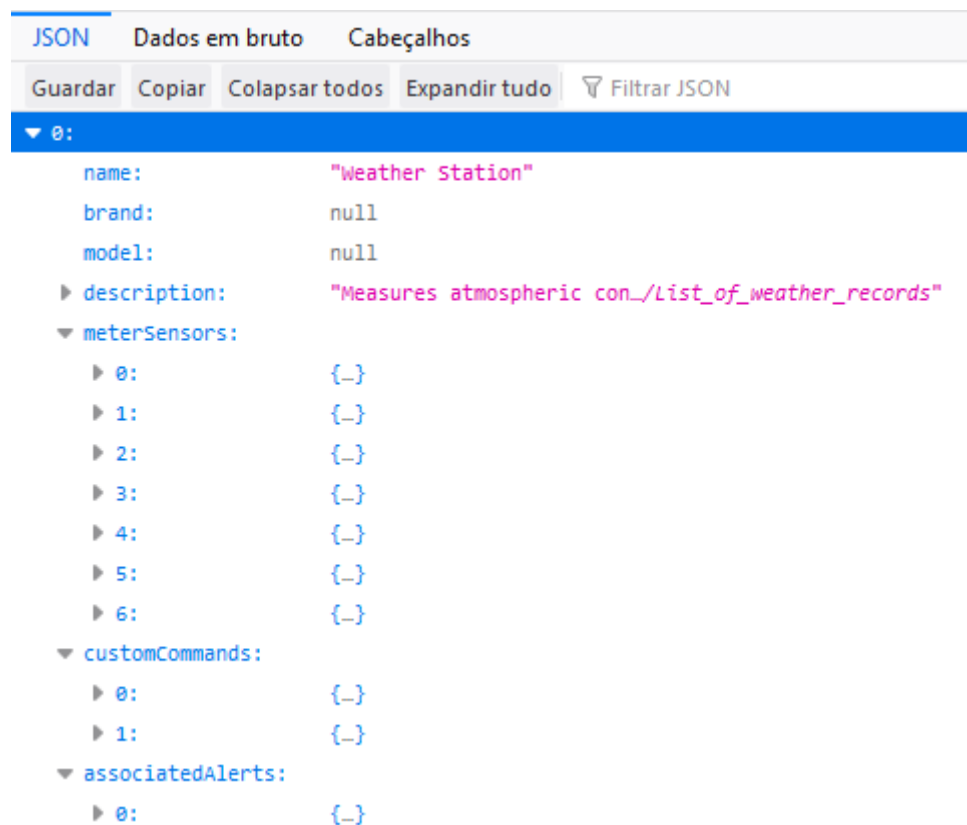 JSON Dados em bruto Cabeçalhos
Guardar Copiar Colapsar todos Expandir tudo Filtrar JSON
0:
name: "Weather Station"
brand: null
model: null
description: "Measures atmospheric con…/List_of_weather_records"
meterSensors:
0: {…}
1: {…}
2: {…}
3: {…}
4: {…}
5: {…}
6: {…}
customCommands:
0: {…}
1: {…}
associatedAlerts:
0: {…}